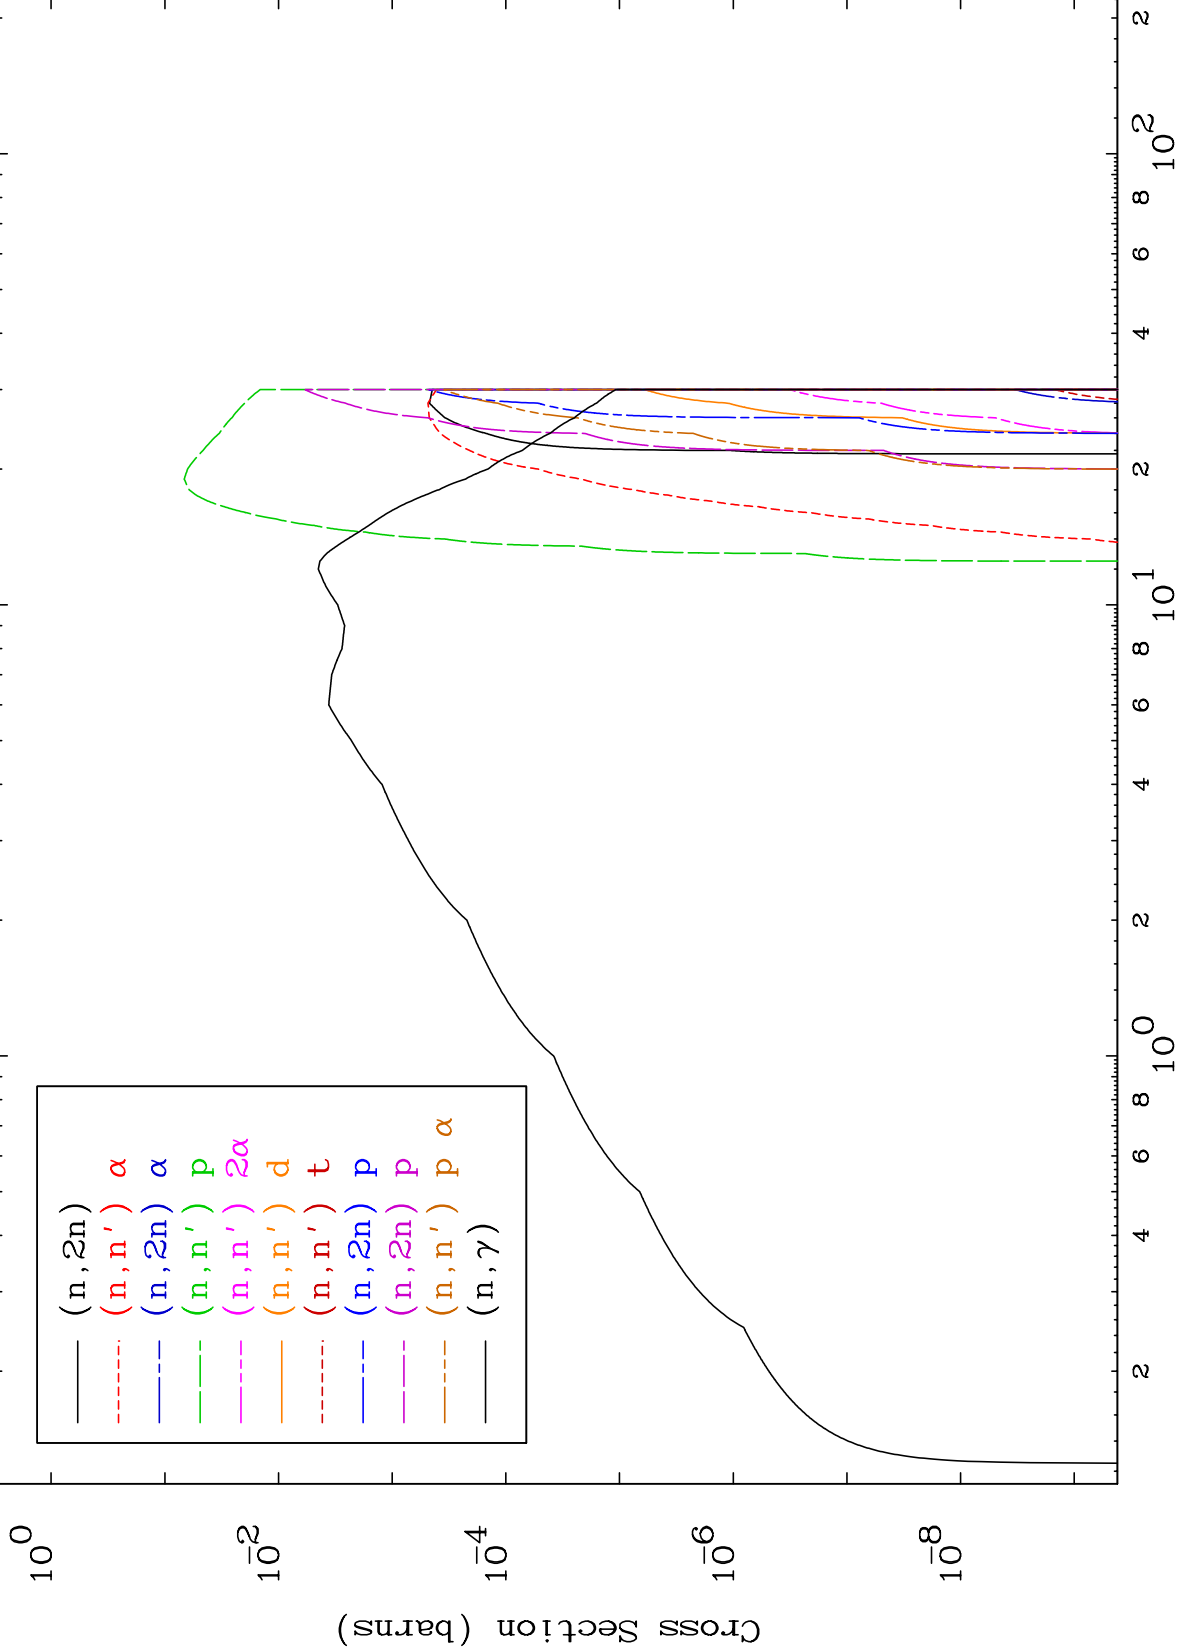 (n,2n)
(n,n') α
(n,2n) α
(n,n') p
(n,n') 2α
(n,n') d
(n,n') t
(n,2n) p
(n,2n) p
(n,n') p α
(n,γ)
Cross Section (barns)
10 0
10 -2
10 -4
10 -6
10 -8
2 4 6 8 10 0 2 4 6 8 10 1 2 4 6 8 10 2 2